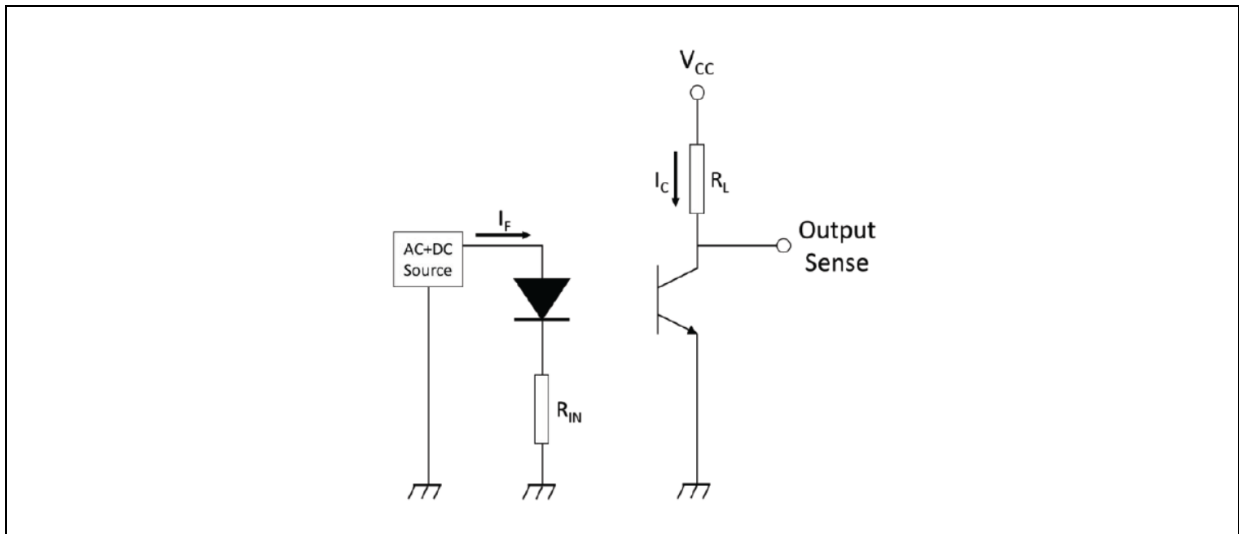 V_CC
I_C
R_L
I_F
Output
Sense
AC+DC
Source
R_IN